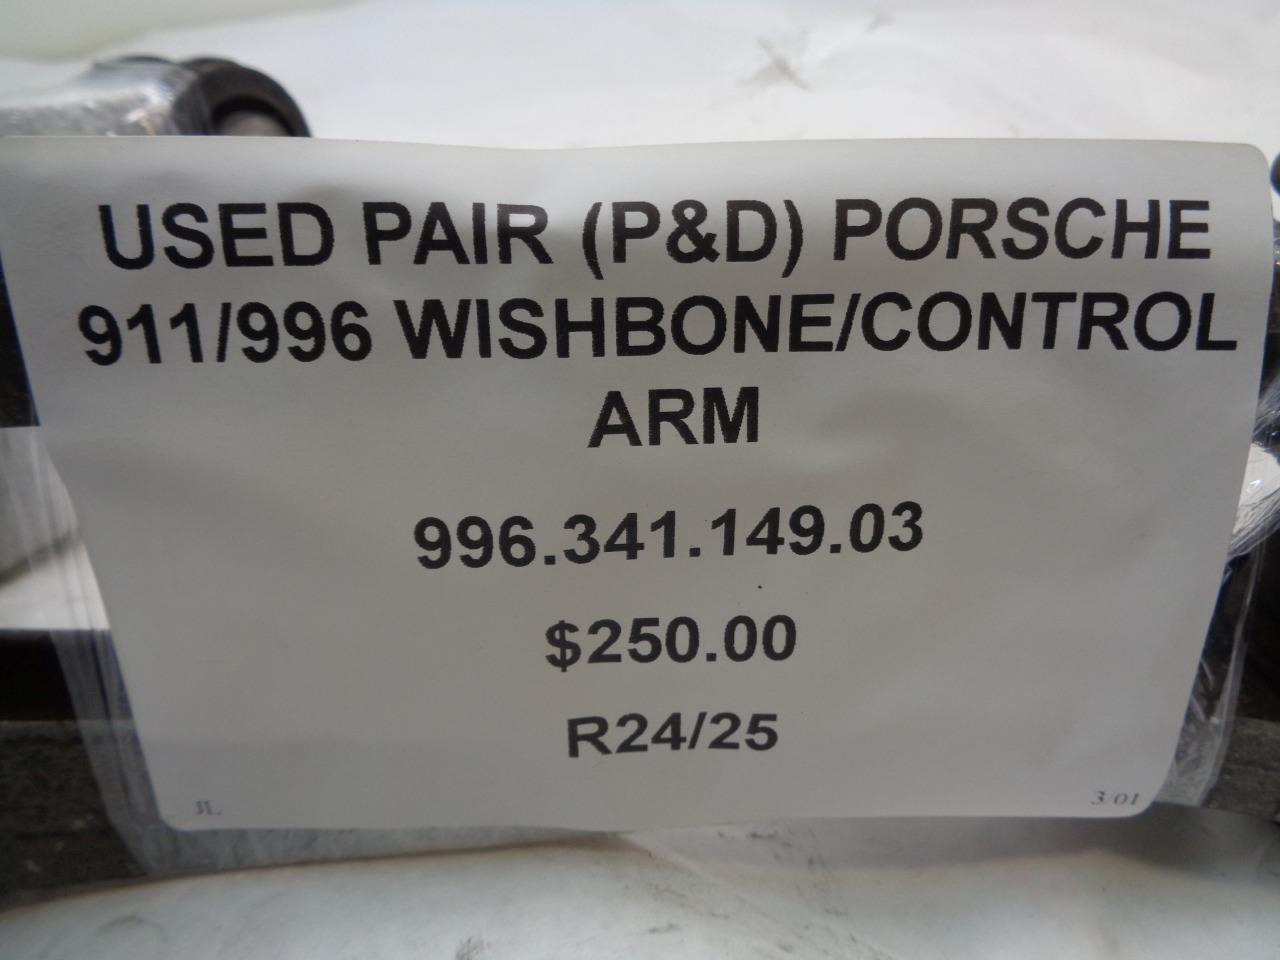 USED PAIR (P&D) PORSCHE
911/996 WISHBONE/CONTROL
ARM
996.341.149.03
$250.00
R24/25
JL 3/01